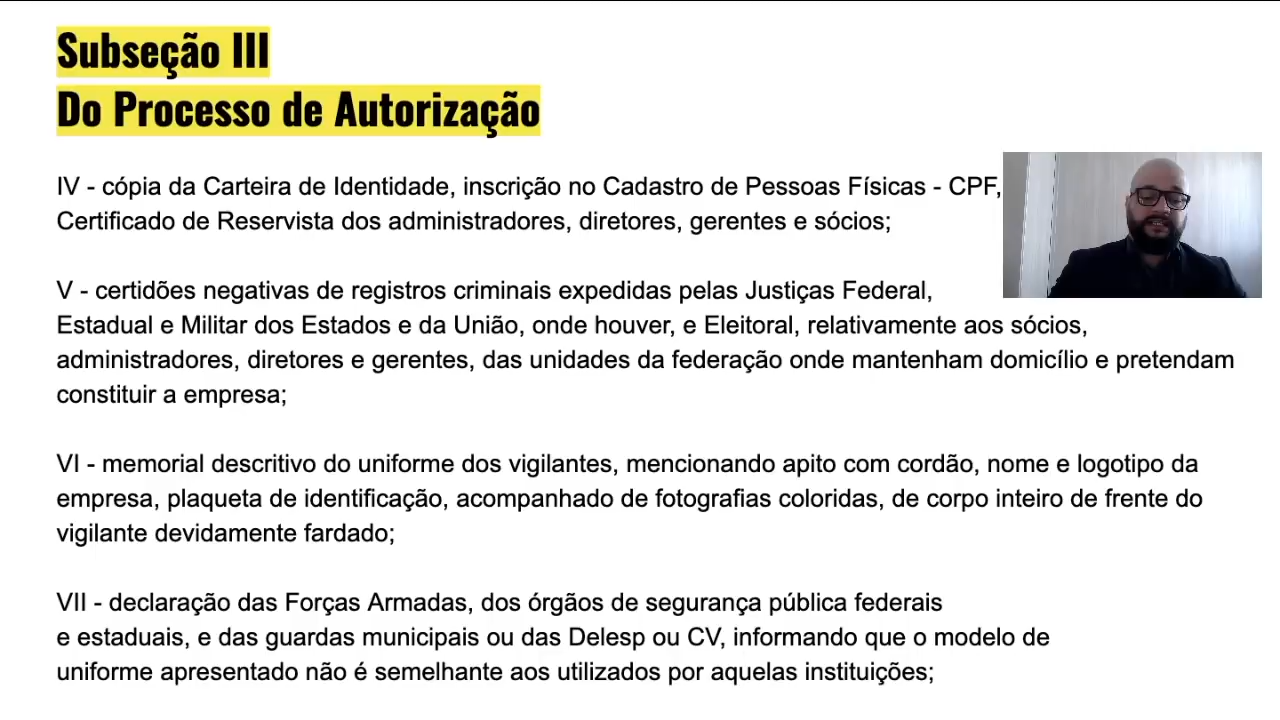 Subseção III
Do Processo de Autorização
IV - cópia da Carteira de Identidade, inscrição no Cadastro de Pessoas Físicas - CPF,
Certificado de Reservista dos administradores, diretores, gerentes e sócios;
V - certidões negativas de registros criminais expedidas pelas Justiças Federal,
Estadual e Militar dos Estados e da União, onde houver, e Eleitoral, relativamente aos sócios,
administradores, diretores e gerentes, das unidades da federação onde mantenham domicílio e pretendam
constituir a empresa;
VI - memorial descritivo do uniforme dos vigilantes, mencionando apito com cordão, nome e logotipo da
empresa, plaqueta de identificação, acompanhado de fotografias coloridas, de corpo inteiro de frente do
vigilante devidamente fardado;
VII - declaração das Forças Armadas, dos órgãos de segurança pública federais
e estaduais, e das guardas municipais ou das Delesp ou CV, informando que o modelo de
uniforme apresentado não é semelhante aos utilizados por aquelas instituições;